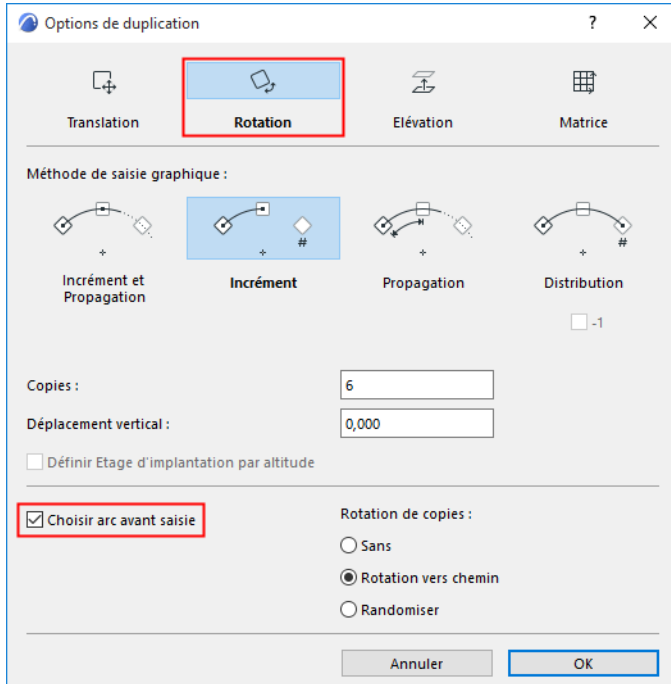 Options de duplication
?
Translation
Rotation
Elévation
Matrice
Méthode de saisie graphique :
#
#
Incrément et
Propagation
Incrément
Propagation
Distribution
-1
Copies :
6
Déplacement vertical :
0,000
Définir Etage d'implantation par altitude
Choisir arc avant saisie
Rotation de copies :
Sans
Rotation vers chemin
Randomiser
Annuler
OK